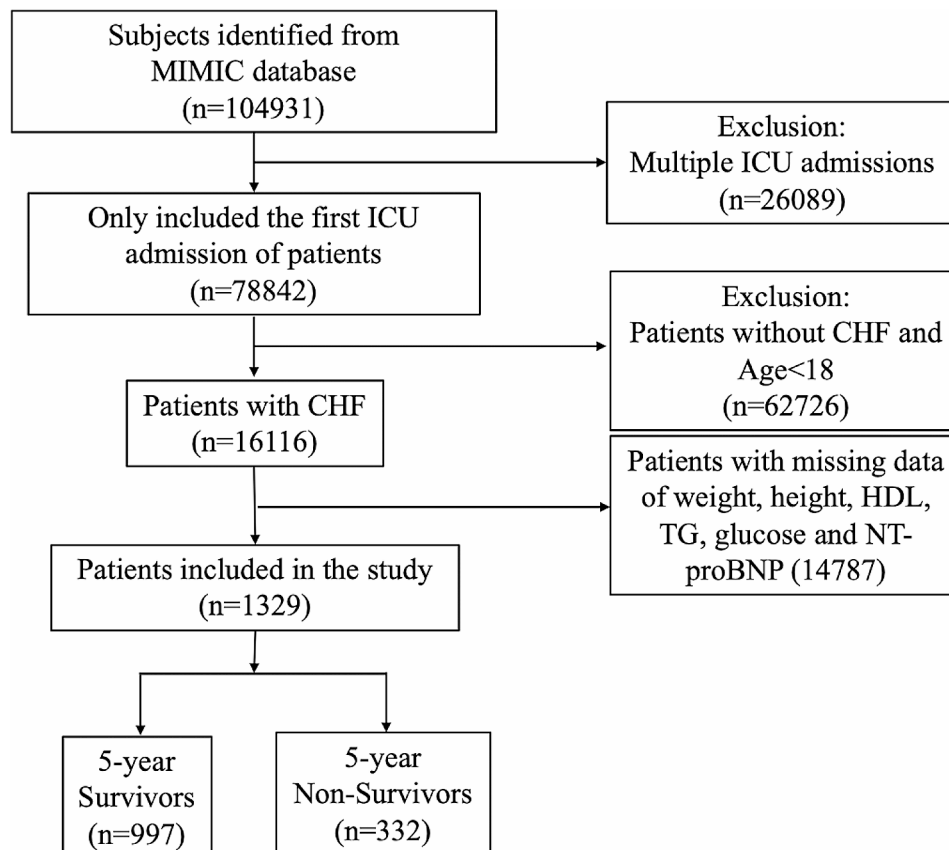 Subjects identified from
MIMIC database
(n=104931)
Exclusion:
Multiple ICU admissions
(n=26089)
Only included the first ICU
admission of patients
(n=78842)
Exclusion:
Patients without CHF and
Age<18
(n=62726)
Patients with CHF
(n=16116)
Patients with missing data
of weight, height, HDL,
TG, glucose and NT-
proBNP (14787)
Patients included in the study
(n=1329)
5-year
Survivors
(n=997)
5-year
Non-Survivors
(n=332)